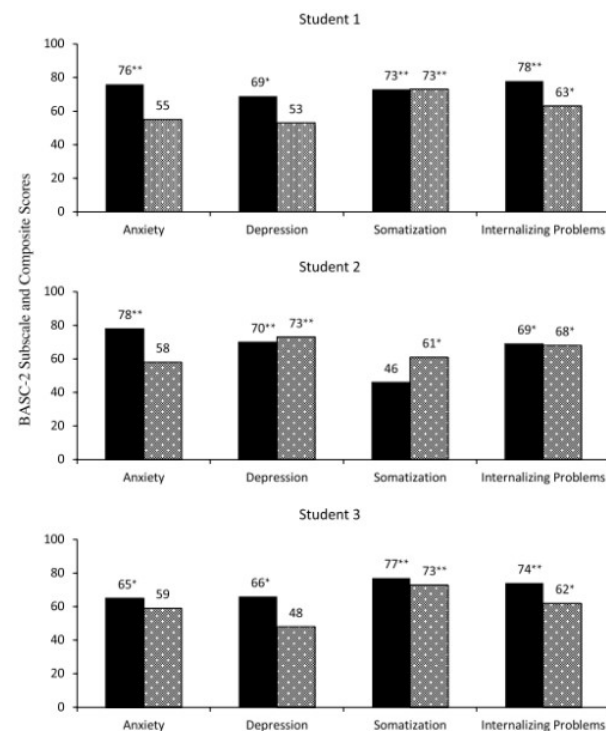 Student 1
100
80
60
40
20
0
76** 55 69* 53 73** 73** 78** 63*
Anxiety Depression Somatization Internalizing Problems
BASC-2 Subscale and Composite Scores
Student 2
100
80
60
40
20
0
78** 58 70** 73** 46 61* 69* 68*
Anxiety Depression Somatization Internalizing Problems
Student 3
100
80
60
40
20
0
65* 59 66* 48 77** 73** 74** 62*
Anxiety Depression Somatization Internalizing Problems